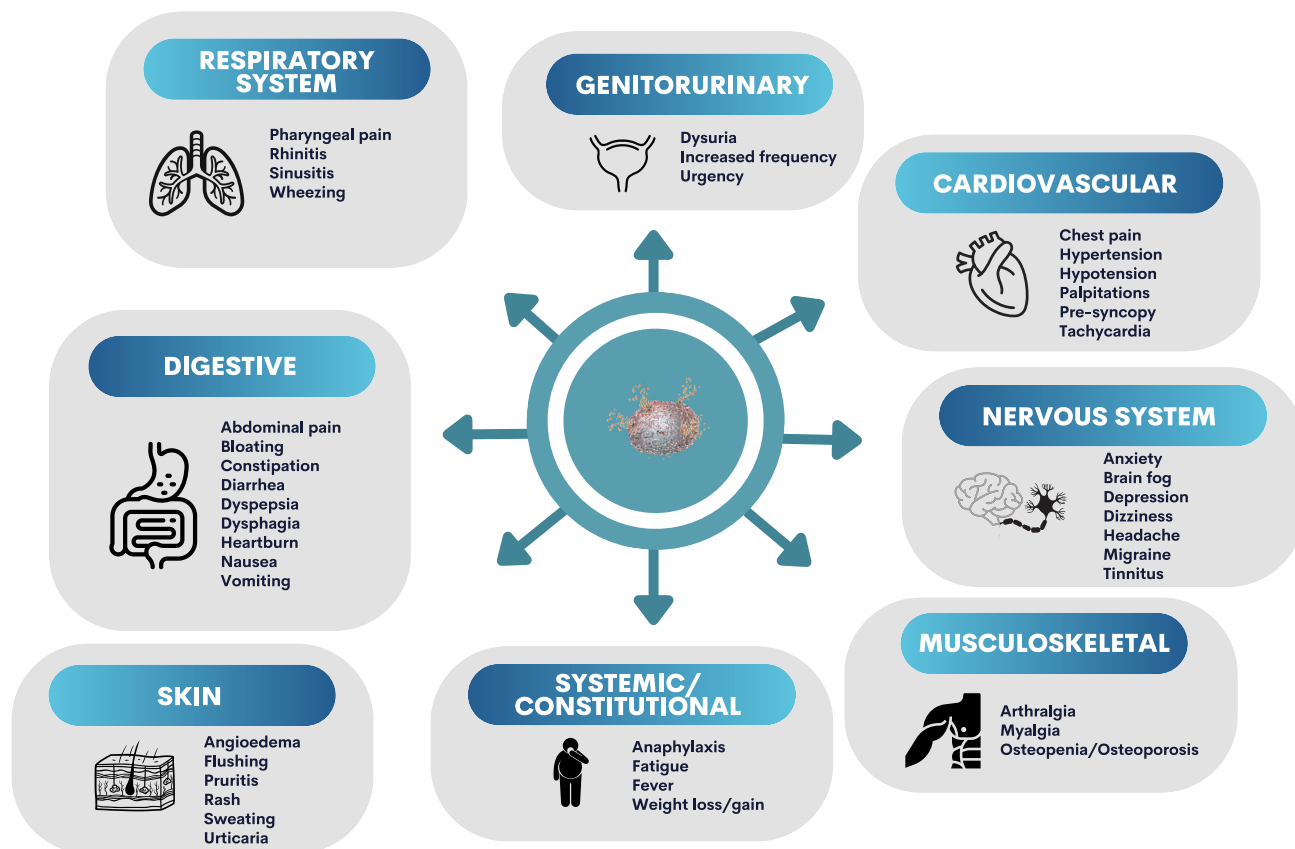 RESPIRATORY
SYSTEM
Pharyngeal pain
Rhinitis
Sinusitis
Wheezing
GENITORURINARY
Dysuria
Increased frequency
Urgency
CARDIOVASCULAR
Chest pain
Hypertension
Hypotension
Palpitations
Pre-syncopy
Tachycardia
DIGESTIVE
Abdominal pain
Bloating
Constipation
Diarrhea
Dyspepsia
Dysphagia
Heartburn
Nausea
Vomiting
NERVOUS SYSTEM
Anxiety
Brain fog
Depression
Dizziness
Headache
Migraine
Tinnitus
SKIN
Angioedema
Flushing
Pruritis
Rash
Sweating
Urticaria
SYSTEMIC/
CONSTITUTIONAL
Anaphylaxis
Fatigue
Fever
Weight loss/gain
MUSCULOSKELETAL
Arthralgia
Myalgia
Osteopenia/Osteoporosis